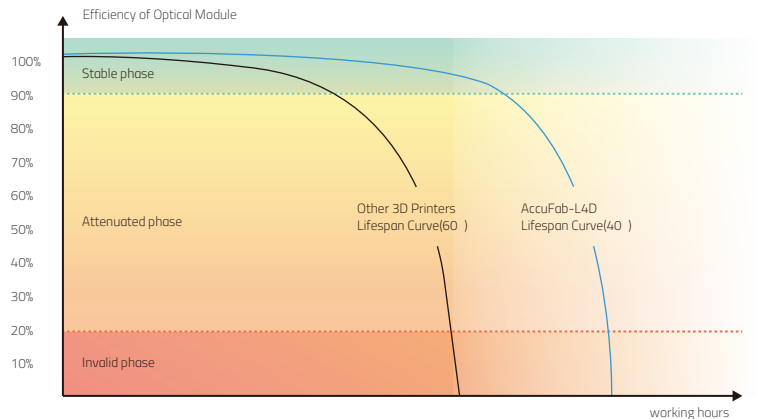 Efficiency of Optical Module
100%
Stable phase
90%
80%
70%
60%
Other 3D Printers
Lifespan Curve(60  )
AccuFab-L4D
Lifespan Curve(40  )
Attenuated phase
50%
40%
30%
20%
Invalid phase
10%
working hours